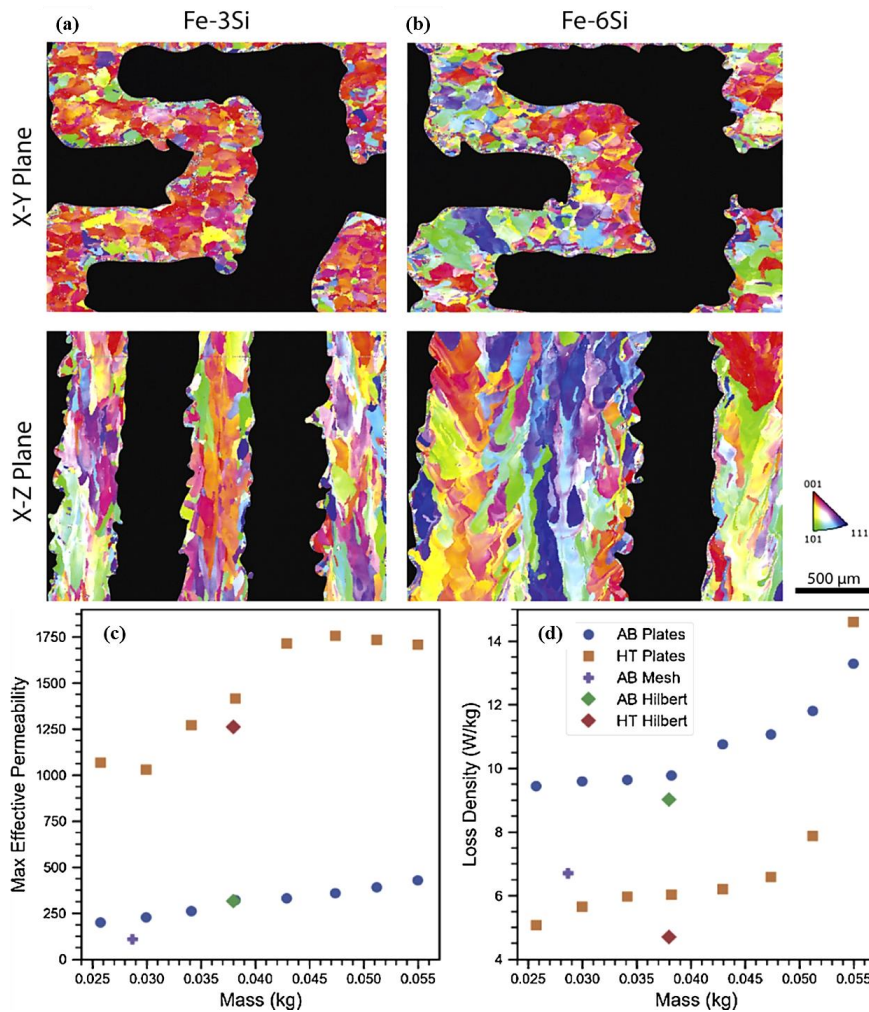 (a) Fe-3Si
(b) Fe-6Si
X-Y Plane
X-Z Plane
001
101
111
500 μm
(c)
Max Effective Permeability
1750
1500
1250
1000
750
500
250
0
0.025 0.030 0.035 0.040 0.045 0.050 0.055
Mass (kg)
(d)
AB Plates
HT Plates
AB Mesh
AB Hilbert
HT Hilbert
Loss Density (W/kg)
14
12
10
8
6
4
0.025 0.030 0.035 0.040 0.045 0.050 0.055
Mass (kg)